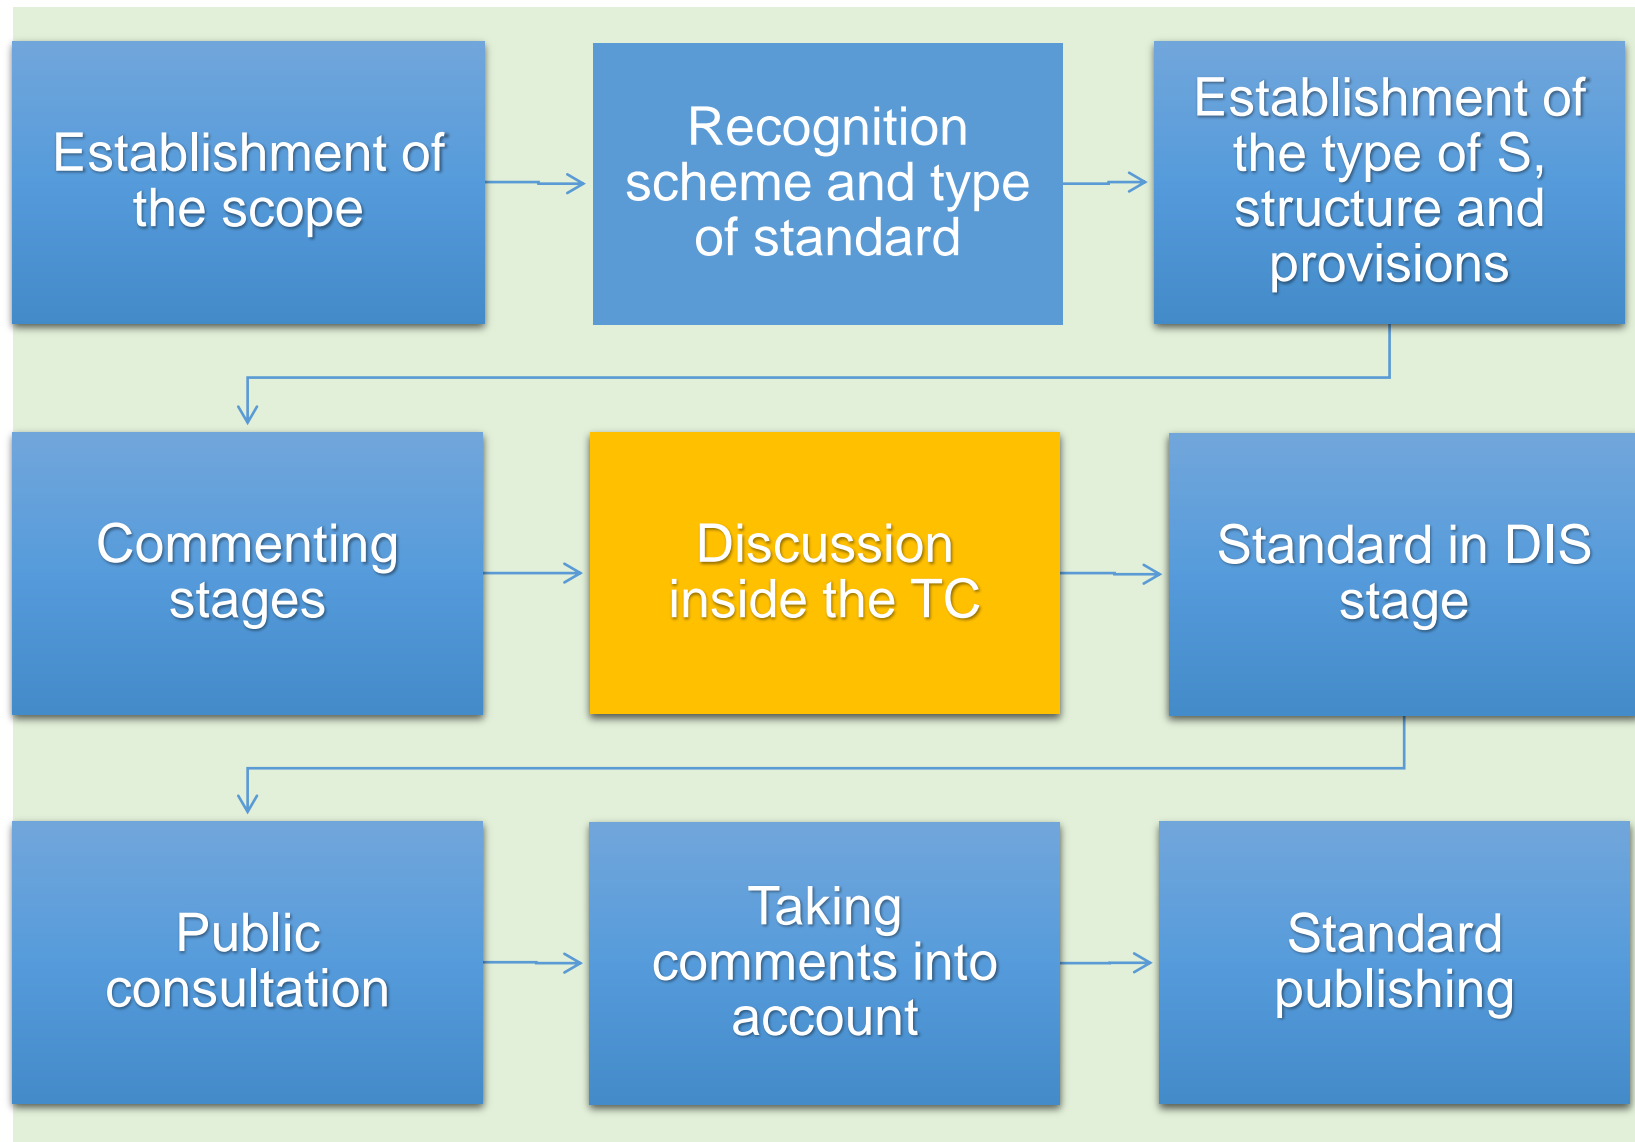 Establishment of
the scope
Recognition
scheme and type
of standard
Establishment of
the type of S,
structure and
provisions
Commenting
stages
Discussion
inside the TC
Standard in DIS
stage
Public
consultation
Taking
comments into
account
Standard
publishing